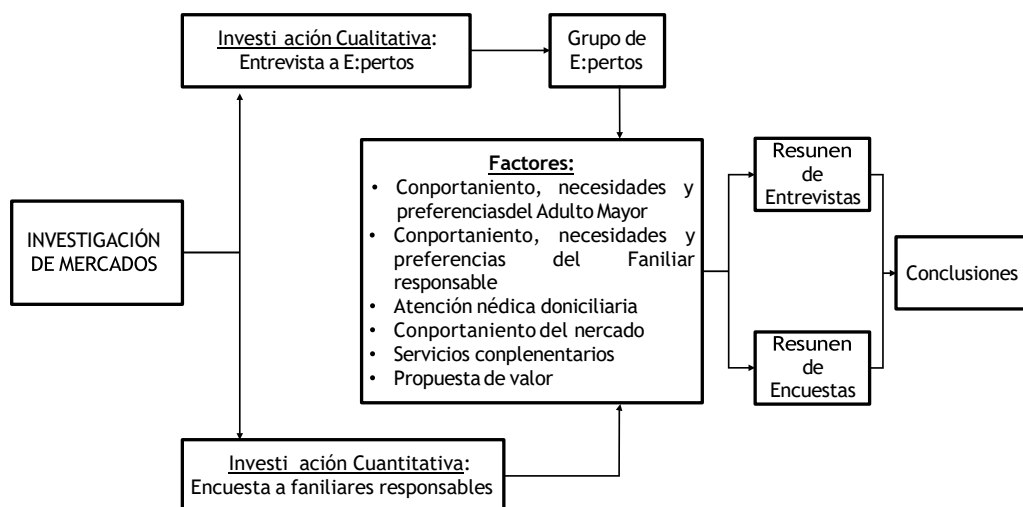 Investi ación Cualitativa:
Entrevista a E:pertos
Grupo de
E:pertos
INVESTIGACIÓN
DE MERCADOS
Factores:
• Conportaniento, necesidades y
preferenciasdel Adulto Mayor
• Conportaniento, necesidades y
preferencias del Faniliar
responsable
• Atención nédica doniciliaria
• Conportaniento del nercado
• Servicios conplenentarios
• Propuesta de valor
Resunen
de
Entrevistas
Resunen
de
Encuestas
Conclusiones
Investi ación Cuantitativa:
Encuesta a faniliares responsables